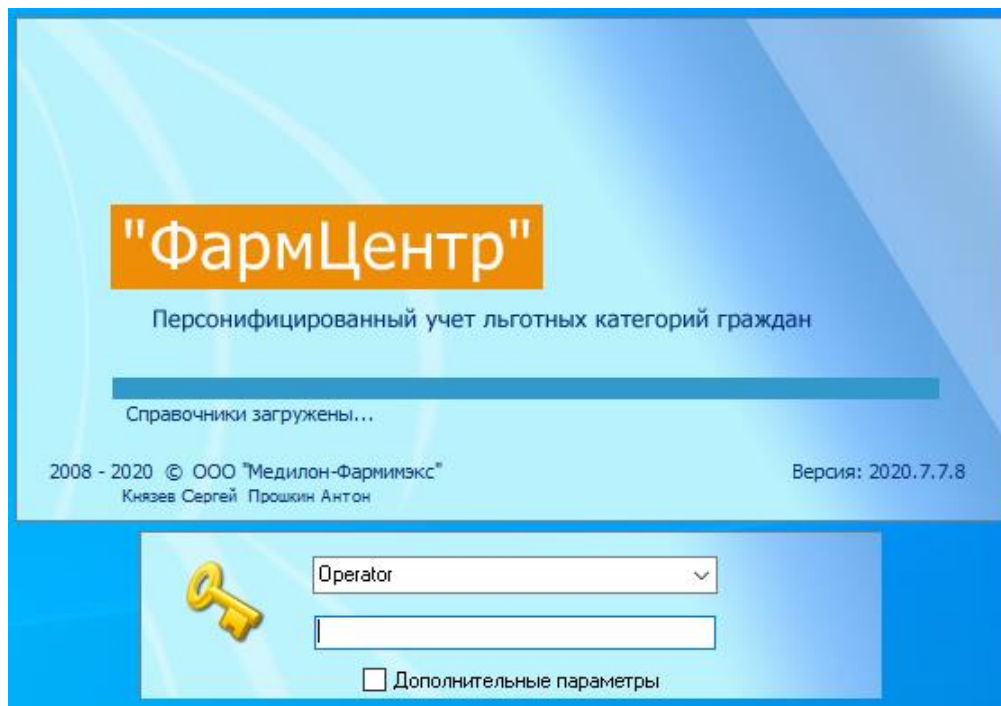 "ФармЦентр"
Персонифицированный учет льготных категорий граждан
Справочники загружены...
2008 - 2020 © ООО "Медилон-Фармимэкс" Версия: 2020.7.7.8
Князев Сергей Прошкин Антон
Operator
Дополнительные параметры